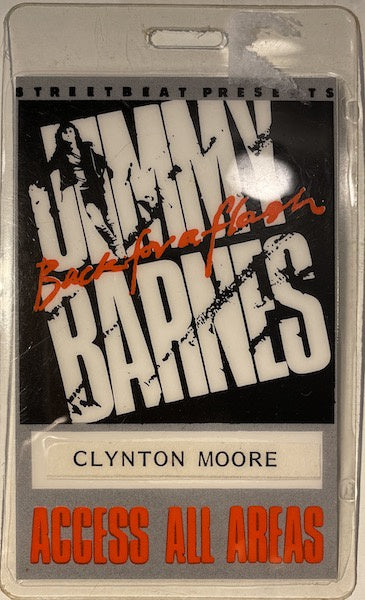 STREETBEAT PRESENTS
JIMMY
Back for a flash
BARNES
CLYNTON MOORE
ACCESS ALL AREAS